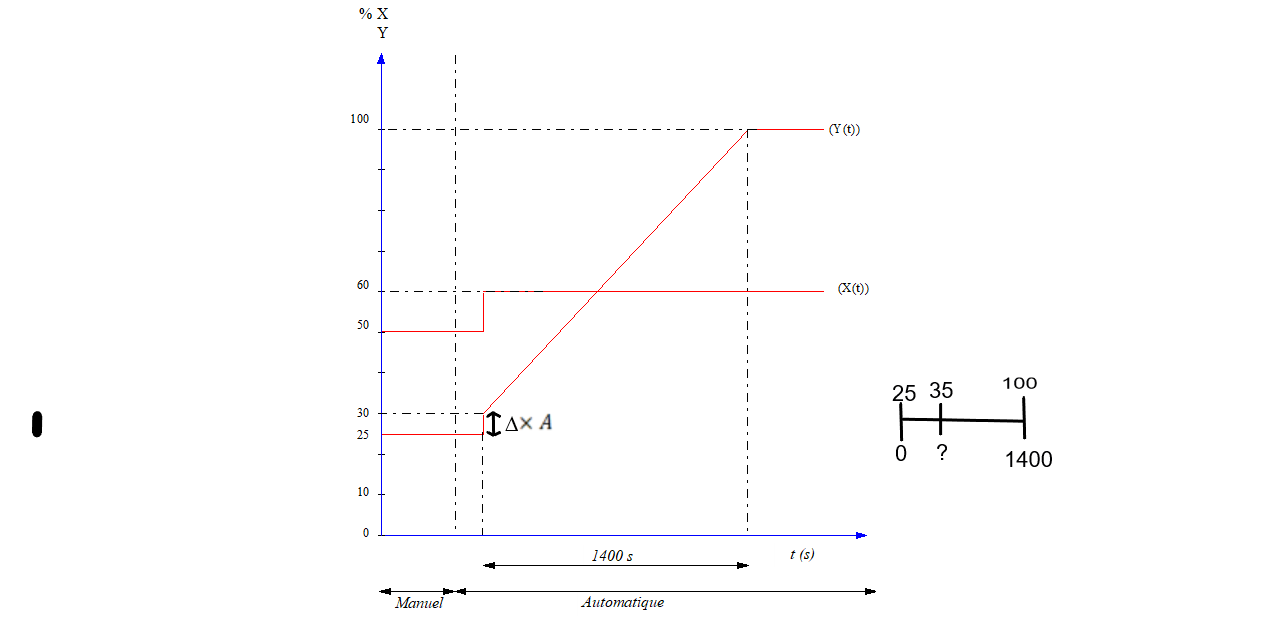 % X
Y
100
(Y(t))
60
(X(t))
50
30
Δ× A
25
10
0
1400 s
t (s)
Manuel
Automatique
25 35 100
0 ? 1400